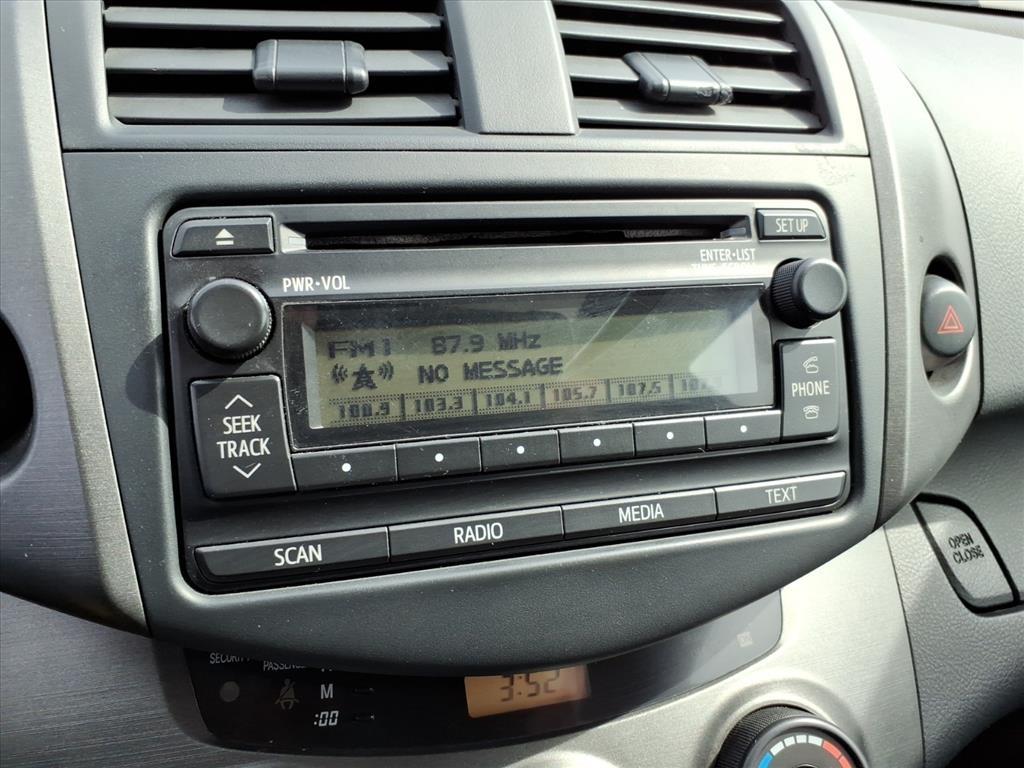 SET UP
ENTER•LIST
PWR•VOL
FM1 87.9 MHz
NO MESSAGE
100.9 103.3 104.1 105.7 107.5
SEEK
TRACK
PHONE
SCAN RADIO MEDIA TEXT
OPEN
CLOSE
M
:00
3:52